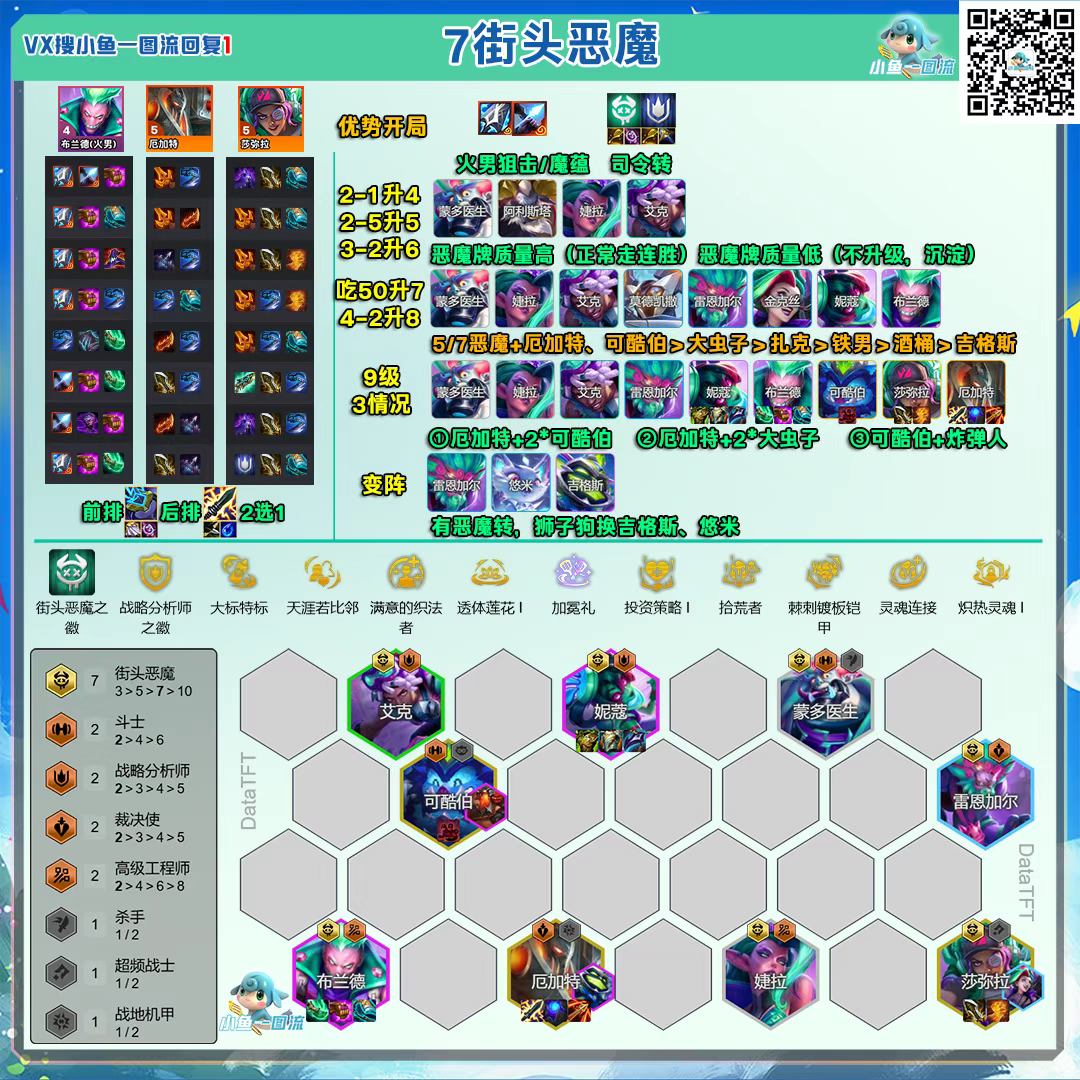 VX搜小鱼一图流回复1
7街头恶魔
小鱼一图流
4
布兰德(火男)
5
厄加特
5
莎弥拉
优势开局
火男狙击/魔蕴 司令转
2-1升4
2-5升5
3-2升6
蒙多医生
阿利斯塔
婕拉
艾克
恶魔牌质量高（正常走连胜）恶魔牌质量低（不升级，沉淀）
吃50升7
4-2升8
蒙多医生
婕拉
艾克
莫德凯撒
雷恩加尔
金克丝
妮蔻
布兰德
5/7恶魔+厄加特、可酷伯>大虫子>扎克>铁男>酒桶>吉格斯
9级
3情况
蒙多医生
婕拉
艾克
雷恩加尔
妮蔻
布兰德
可酷伯
莎弥拉
厄加特
①厄加特+2*可酷伯 ②厄加特+2*大虫子 ③可酷伯+炸弹人
变阵
雷恩加尔
悠米
吉格斯
有恶魔转，狮子狗换吉格斯、悠米
前排
后排
2选1
街头恶魔之徽
战略分析师之徽
大标特标
天涯若比邻
满意的织法者
透体莲花 I
加冕礼
投资策略 I
拾荒者
棘刺镀板铠甲
灵魂连接
炽热灵魂 I
7 街头恶魔
3>5>7>10
2 斗士
2>4>6
2 战略分析师
2>3>4>5
2 裁决使
2>3>4>5
2 高级工程师
2>4>6>8
1 杀手
1/2
1 超频战士
1/2
1 战地机甲
1/2
艾克
妮蔻
蒙多医生
DataTFT
可酷伯
雷恩加尔
DataTFT
布兰德
厄加特
婕拉
莎弥拉
小鱼一图流